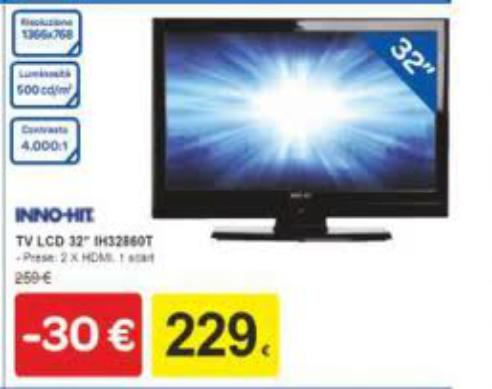 Risoluzione
1366x768
Luminosità
500 cd/m²
Contrasto
4.000:1
32"
INNO-HIT
TV LCD 32" IH32860T
- Prese: 2 X HDMI, 1 scart
259 €
-30 € 229 €